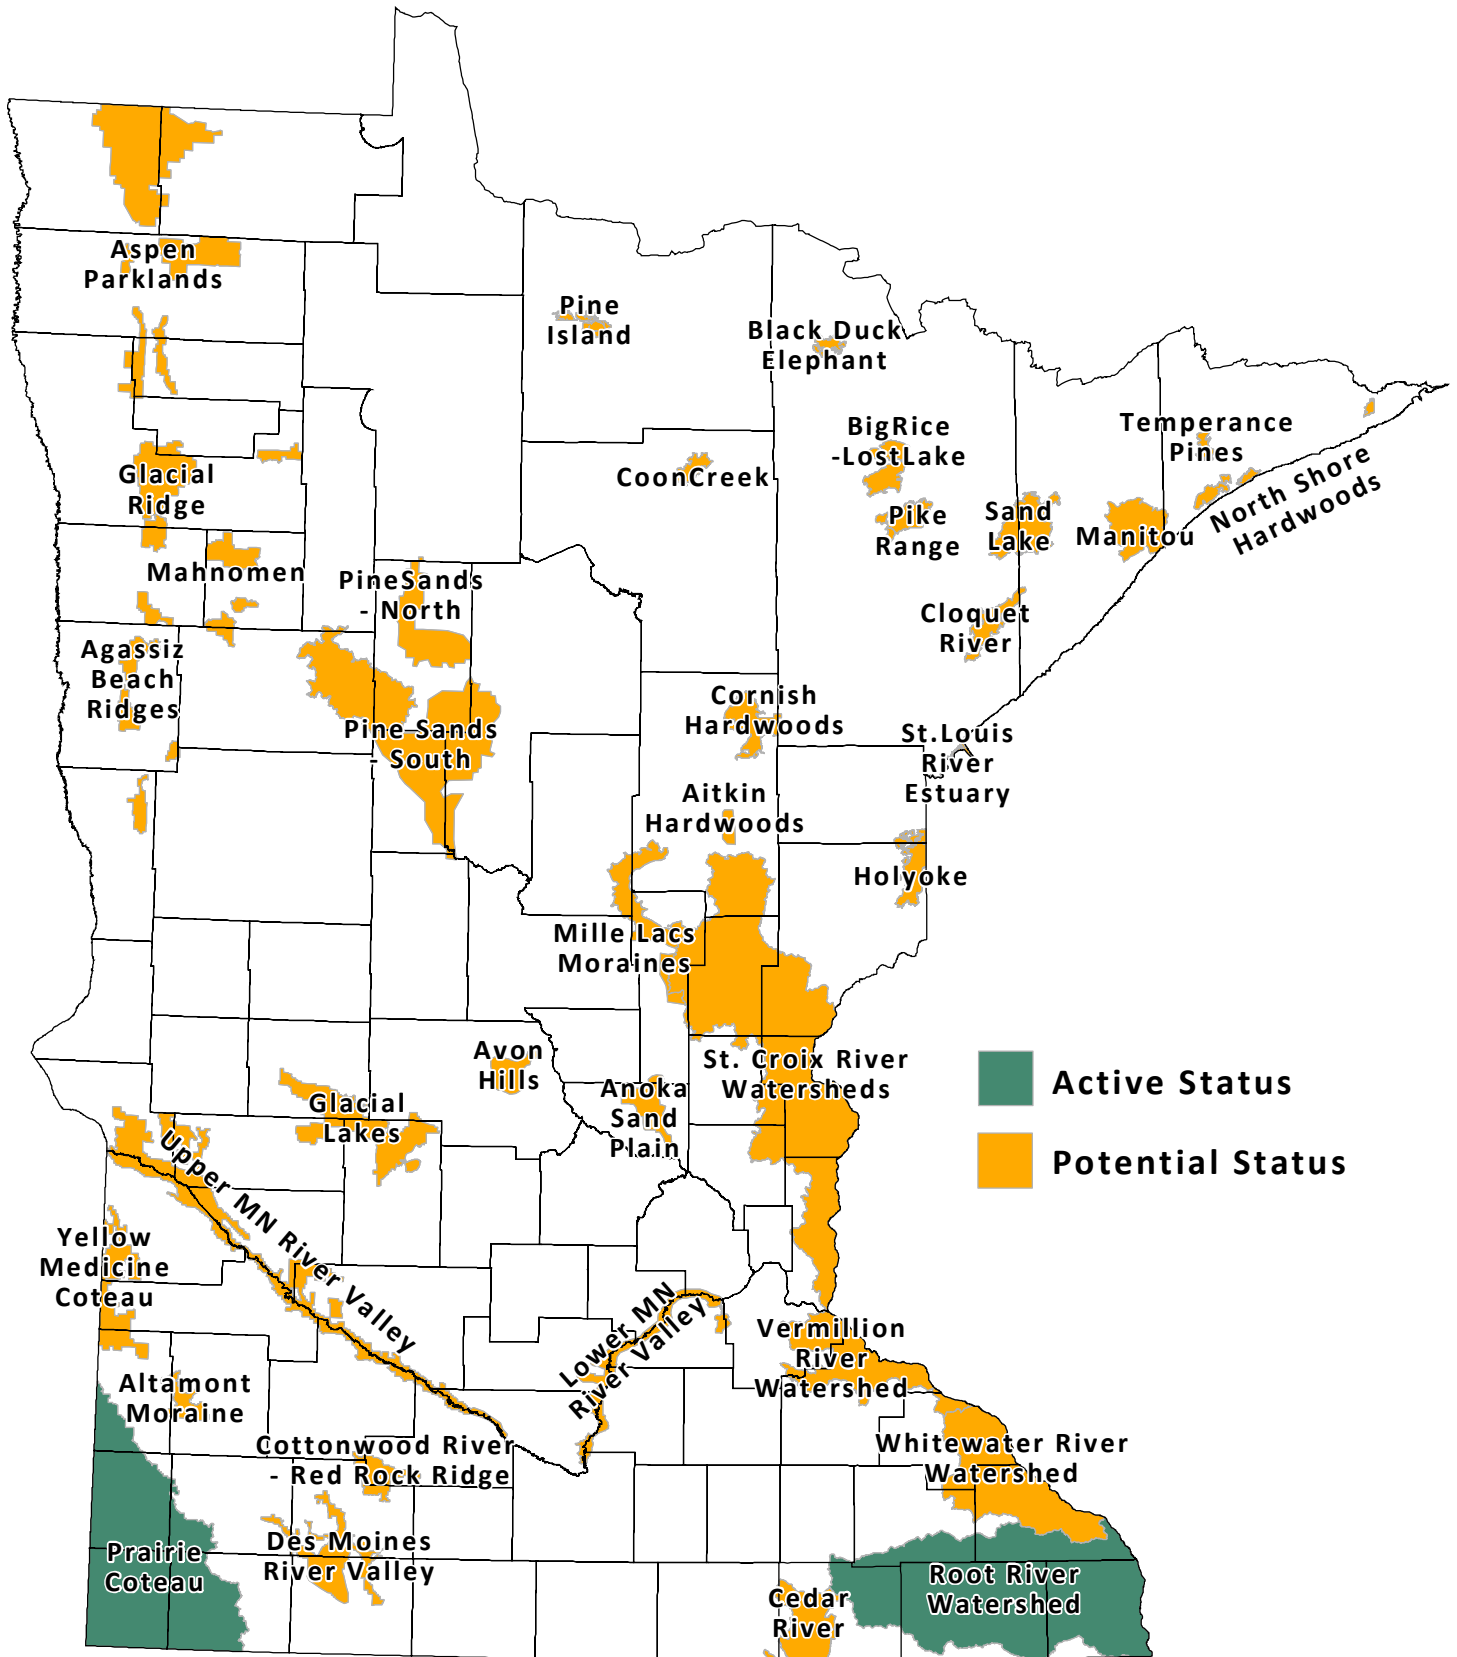 Aspen
Parklands
Pine
Island
Black Duck
Elephant
BigRice
-LostLake
Temperance
Pines
North Shore
Hardwoods
CoonCreek
Glacial
Ridge
Pike
Range
Sand
Lake
Manitou
Mahnomen
PineSands
- North
Cloquet
River
Agassiz
Beach
Ridges
Cornish
Hardwoods
Pine Sands
- South
St.Louis
River
Estuary
Aitkin
Hardwoods
Holyoke
Mille Lacs
Moraines
Avon
Hills
St. Croix River
Watersheds
Active Status
Potential Status
Anoka
Sand
Plain
Glacial
Lakes
Upper MN River Valley
Yellow
Medicine
Coteau
Lower MN
River Valley
Vermillion
River
Watershed
Altamont
Moraine
Cottonwood River
- Red Rock Ridge
Whitewater River
Watershed
Des Moines
River Valley
Prairie
Coteau
Cedar
River
Root River
Watershed